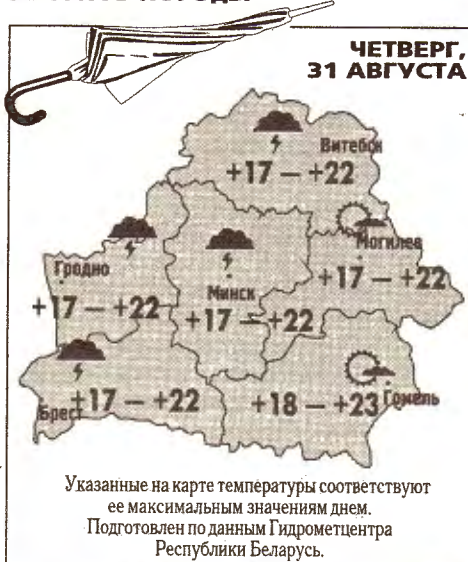 ЧЕТВЕРГ,
31 АВГУСТА
Витебск
+17 — +22
Могилев
+17 — +22
Гродно
+17 — +22
Минск
+17 — +22
Брест
+17 — +22
Гомель
+18 — +23
Указанные на карте температуры соответствуют
ее максимальным значениям днем.
Подготовлен по данным Гидрометцентра
Республики Беларусь.